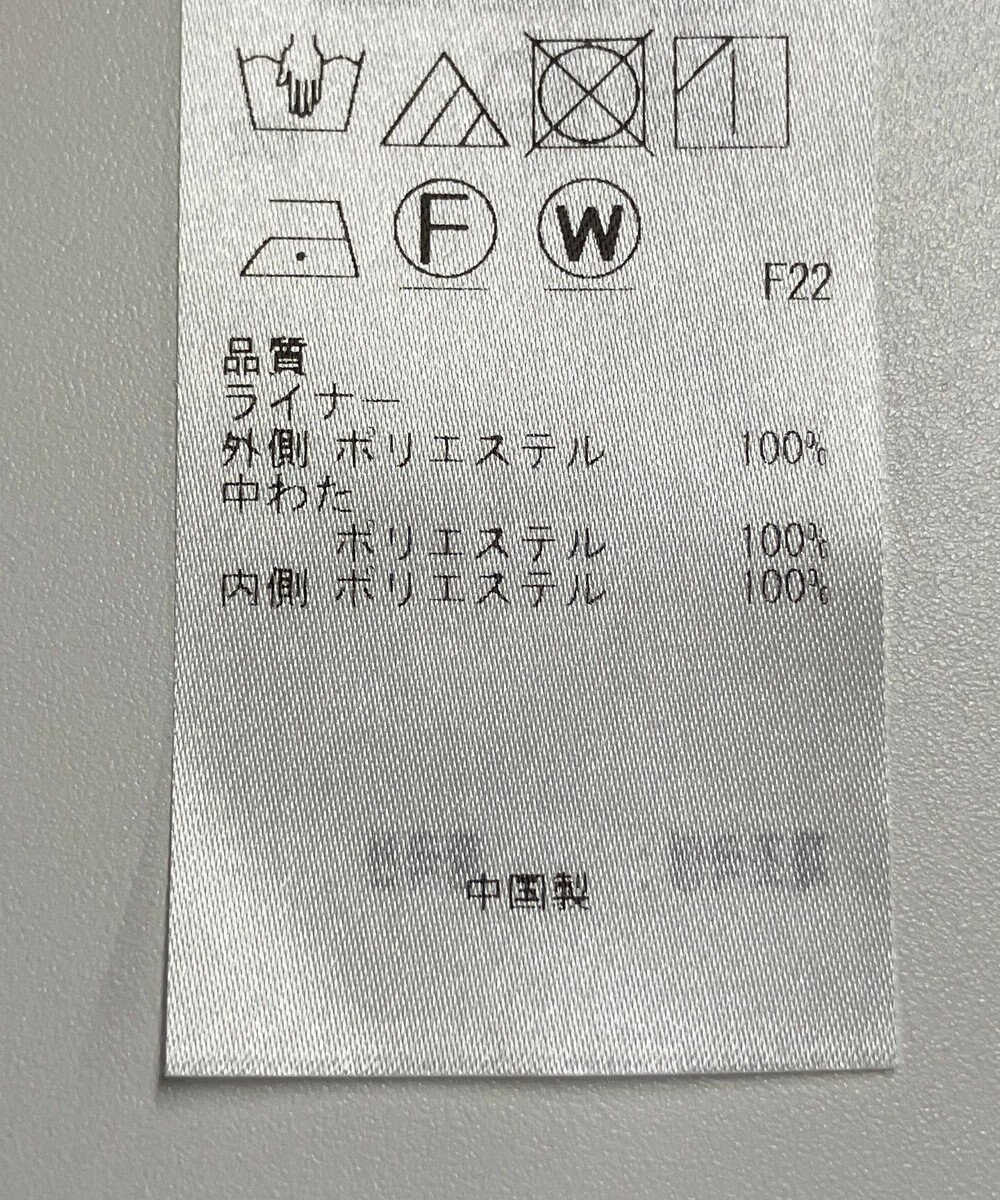 F W
F22
品質
ライナー
外側 ポリエステル 100%
中わた
ポリエステル 100%
内側 ポリエステル 100%
中国製